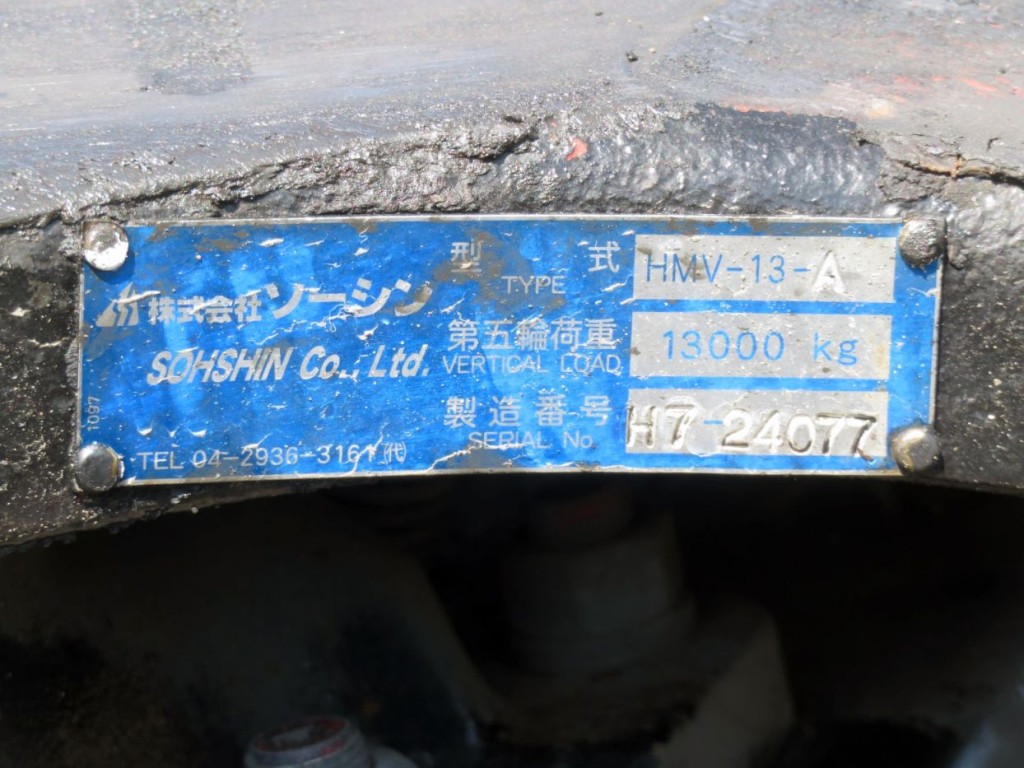 株式会社 ソーシン
SOHSHIN Co., Ltd.
TEL 04-2936-3161 (代)
1097
型 式 HMV-13-A
TYPE
第五輪荷重 13000 kg
VERTICAL LOAD
製造番号 H7-24077
SERIAL No.